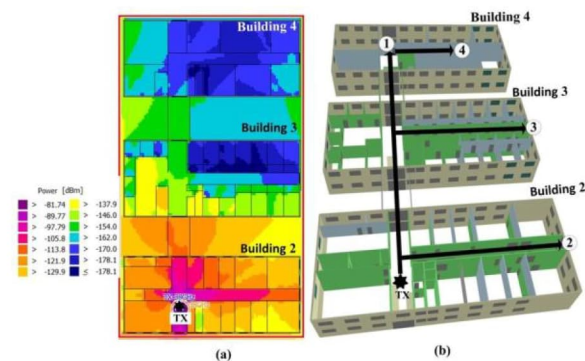 Building 4
Building 3
Building 2
TX
Power [dBm]
> -81.74 > -137.9
> -89.77 > -146.0
> -97.79 > -154.0
> -105.8 > -162.0
> -113.8 > -170.0
> -121.9 > -178.1
> -129.9 ≤ -178.1
(a)
Building 4
1
4
Building 3
3
Building 2
2
TX
(b)